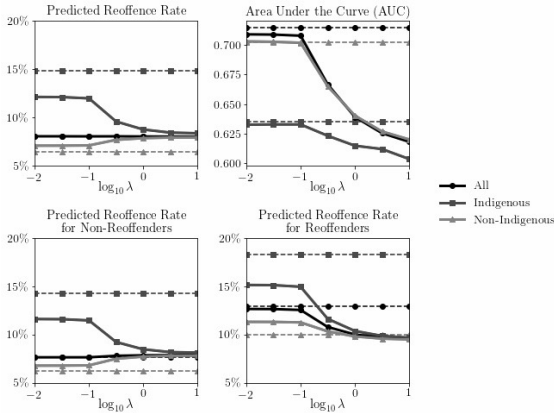 Predicted Reoffence Rate
20%
15%
10%
5%
−2
−1
0
1
log₁₀ λ
Area Under the Curve (AUC)
0.700
0.675
0.650
0.625
0.600
−2
−1
0
1
log₁₀ λ
All
Indigenous
Non-Indigenous
Predicted Reoffence Rate
for Non-Reoffenders
20%
15%
10%
5%
−2
−1
0
1
log₁₀ λ
Predicted Reoffence Rate
for Reoffenders
20%
15%
10%
5%
−2
−1
0
1
log₁₀ λ